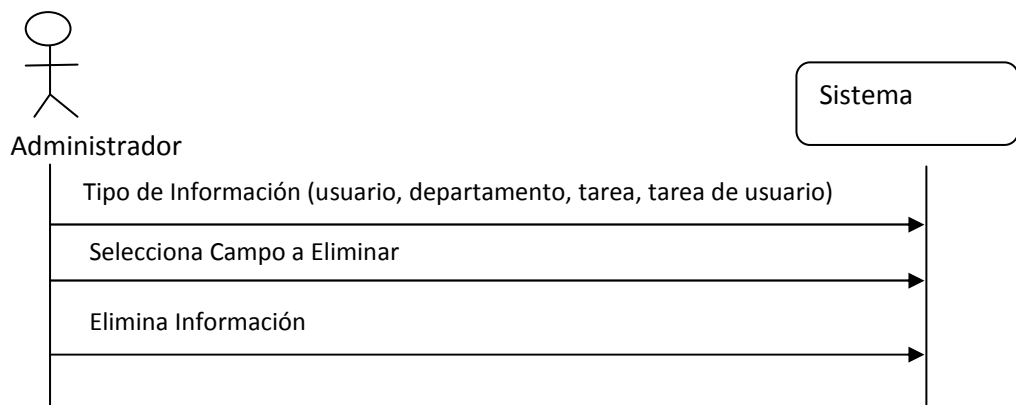 Sistema
Administrador
Tipo de Información (usuario, departamento, tarea, tarea de usuario)
Selecciona Campo a Eliminar
Elimina Información